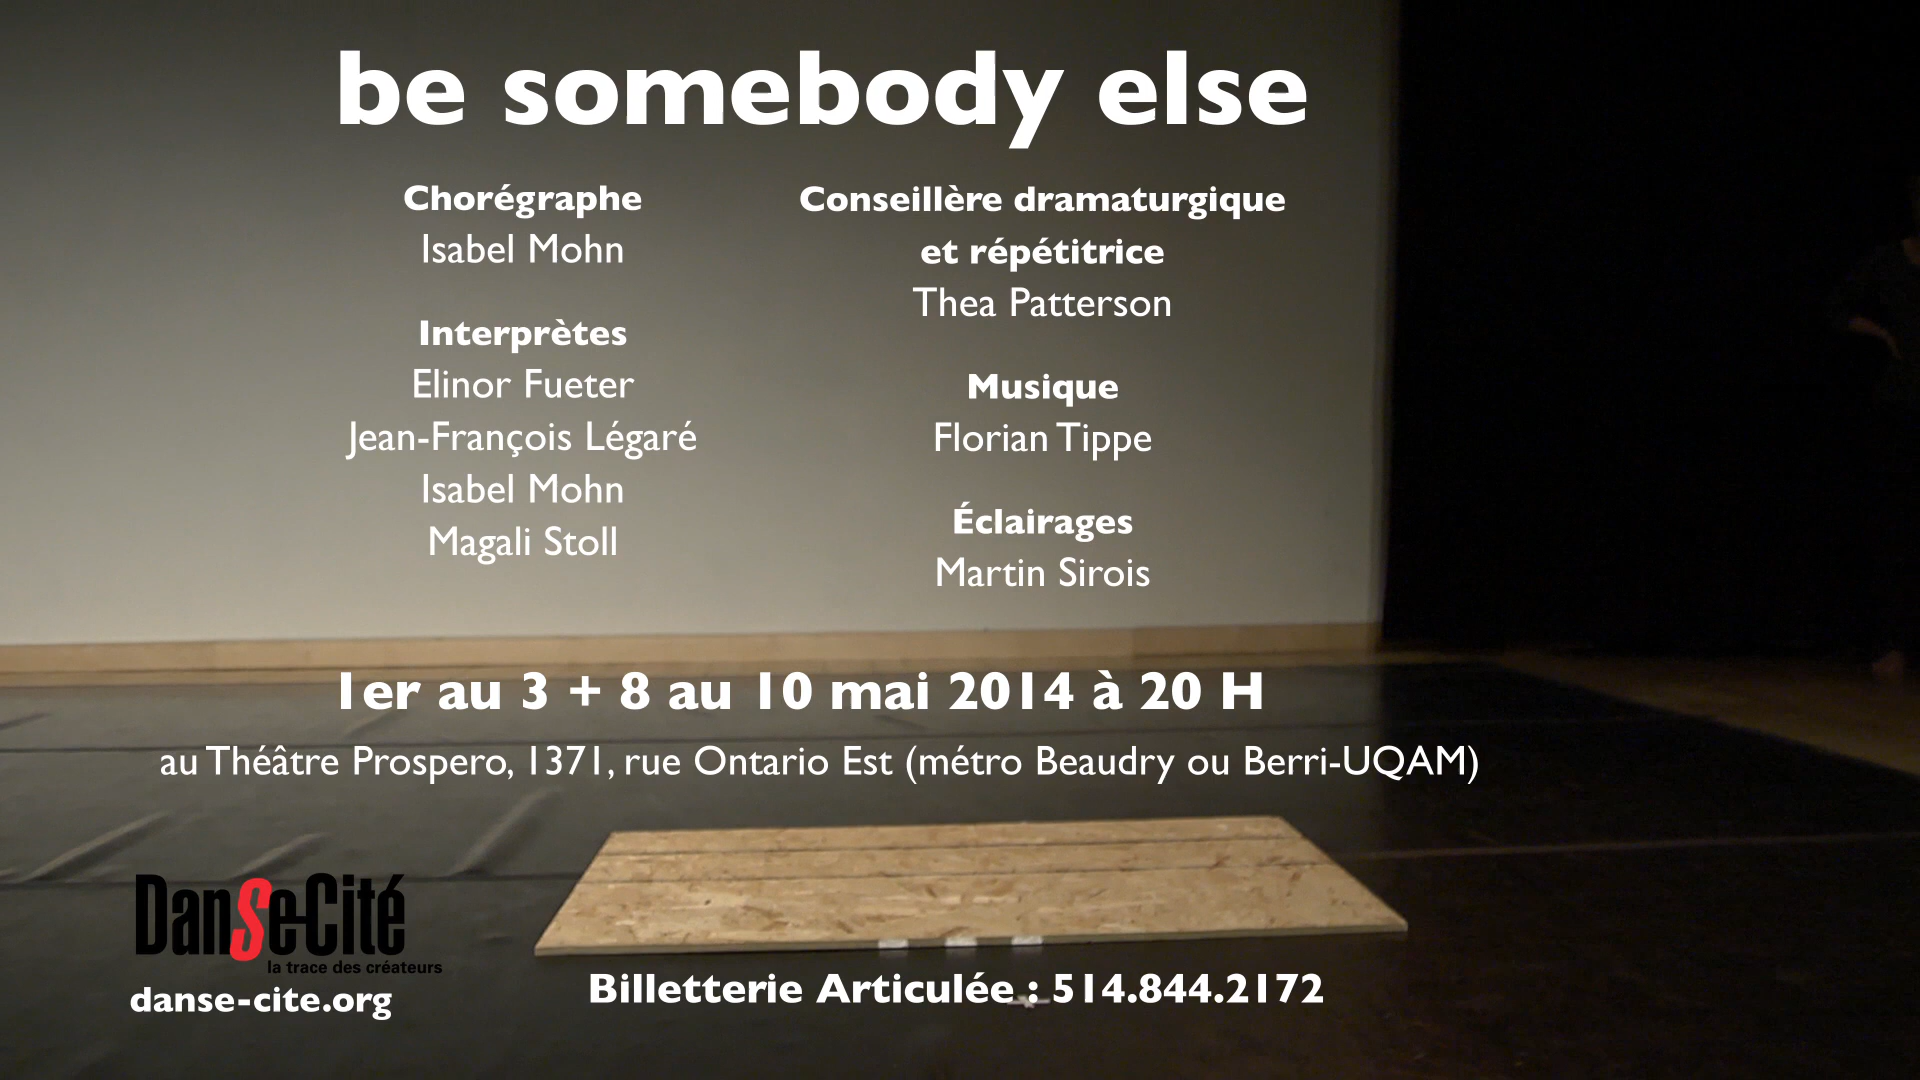 be somebody else
Chorégraphe
Isabel Mohn
Interprètes
Elinor Fueter
Jean-François Légaré
Isabel Mohn
Magali Stoll
Conseillère dramaturgique
et répétitrice
Thea Patterson
Musique
Florian Tippe
Éclairages
Martin Sirois
1er au 3 + 8 au 10 mai 2014 à 20 H
au Théâtre Prospero, 1371, rue Ontario Est (métro Beaudry ou Berri-UQAM)
DanSe-Cité
la trace des créateurs
danse-cite.org
Billetterie Articulée : 514.844.2172